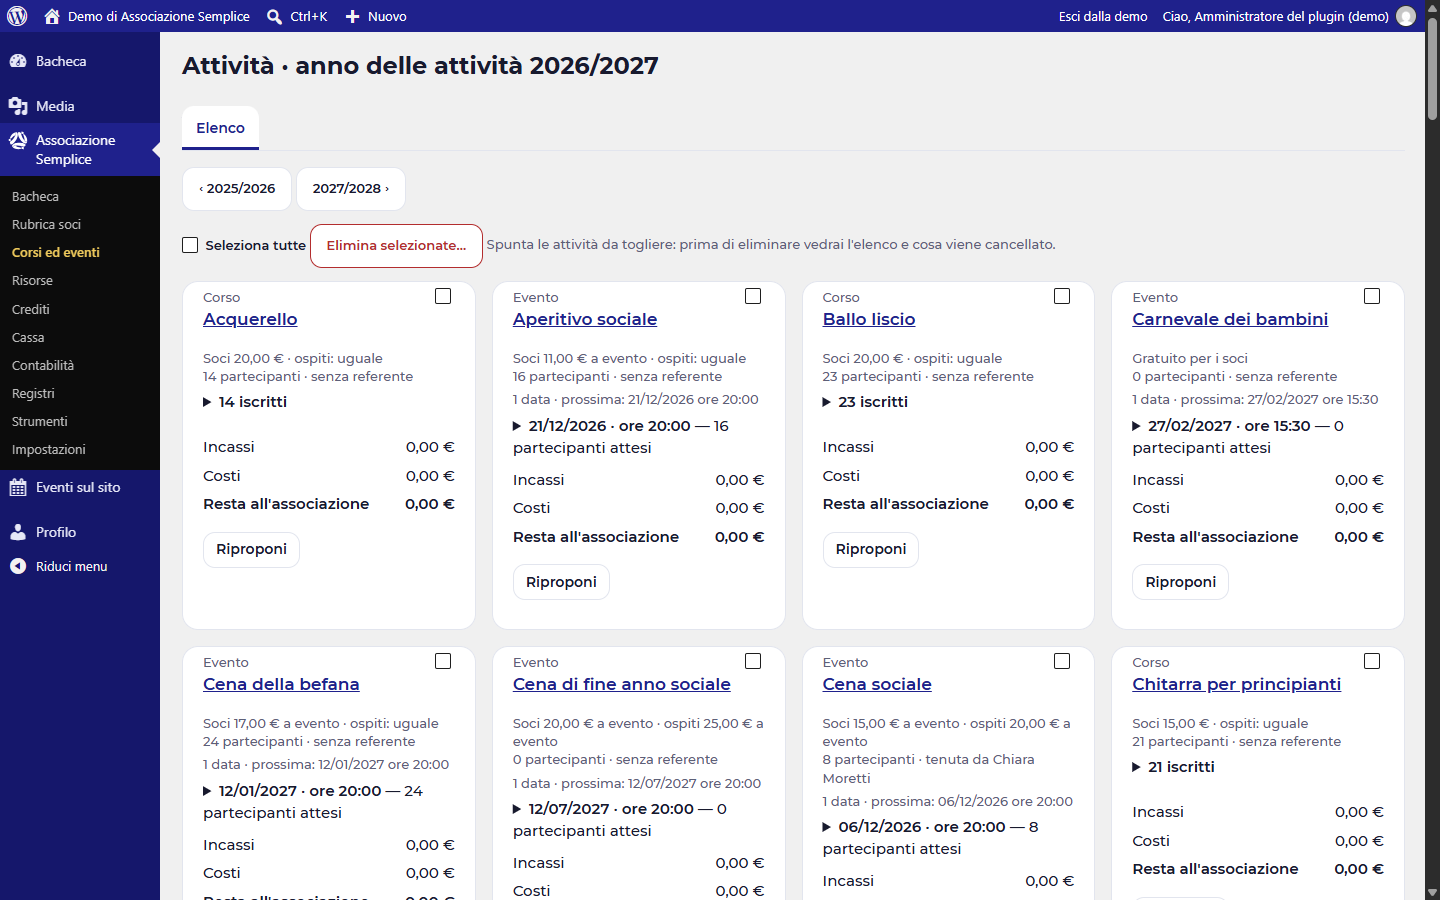 Demo di Associazione Semplice
Ctrl+K
Nuovo
Esci dalla demo
Ciao, Amministratore del plugin (demo)
Bacheca
Media
Associazione
Semplice
Bacheca
Rubrica soci
Corsi ed eventi
Risorse
Crediti
Cassa
Contabilità
Registri
Strumenti
Impostazioni
Eventi sul sito
Profilo
Riduci menu
Attività · anno delle attività 2026/2027
Elenco
‹ 2025/2026
2027/2028 ›
Seleziona tutte
Elimina selezionate...
Spunta le attività da togliere: prima di eliminare vedrai l'elenco e cosa viene cancellato.
Corso
Acquerello
Soci 20,00 € · ospiti: uguale
14 partecipanti · senza referente
14 iscritti
Incassi 0,00 €
Costi 0,00 €
Resta all'associazione 0,00 €
Riproponi
Evento
Aperitivo sociale
Soci 11,00 € a evento · ospiti: uguale
16 partecipanti · senza referente
1 data · prossima: 21/12/2026 ore 20:00
21/12/2026 · ore 20:00 — 16
partecipanti attesi
Incassi 0,00 €
Costi 0,00 €
Resta all'associazione 0,00 €
Riproponi
Corso
Ballo liscio
Soci 20,00 € · ospiti: uguale
23 partecipanti · senza referente
23 iscritti
Incassi 0,00 €
Costi 0,00 €
Resta all'associazione 0,00 €
Riproponi
Evento
Carnevale dei bambini
Gratuito per i soci
0 partecipanti · senza referente
1 data · prossima: 27/02/2027 ore 15:30
27/02/2027 · ore 15:30 — 0
partecipanti attesi
Incassi 0,00 €
Costi 0,00 €
Resta all'associazione 0,00 €
Riproponi
Evento
Cena della befana
Soci 17,00 € a evento · ospiti: uguale
24 partecipanti · senza referente
1 data · prossima: 12/01/2027 ore 20:00
12/01/2027 · ore 20:00 — 24
partecipanti attesi
Incassi 0,00 €
Costi 0,00 €
Resta all'associazione 0,00 €
Evento
Cena di fine anno sociale
Soci 20,00 € a evento · ospiti 25,00 € a
evento
0 partecipanti · senza referente
1 data · prossima: 12/07/2027 ore 20:00
12/07/2027 · ore 20:00 — 0
partecipanti attesi
Incassi 0,00 €
Costi 0,00 €
Evento
Cena sociale
Soci 15,00 € a evento · ospiti 20,00 € a
evento
8 partecipanti · tenuta da Chiara
Moretti
1 data · prossima: 06/12/2026 ore 20:00
06/12/2026 · ore 20:00 — 8
partecipanti attesi
Incassi 0,00 €
Corso
Chitarra per principianti
Soci 15,00 € · ospiti: uguale
21 partecipanti · senza referente
21 iscritti
Incassi 0,00 €
Costi 0,00 €
Resta all'associazione 0,00 €